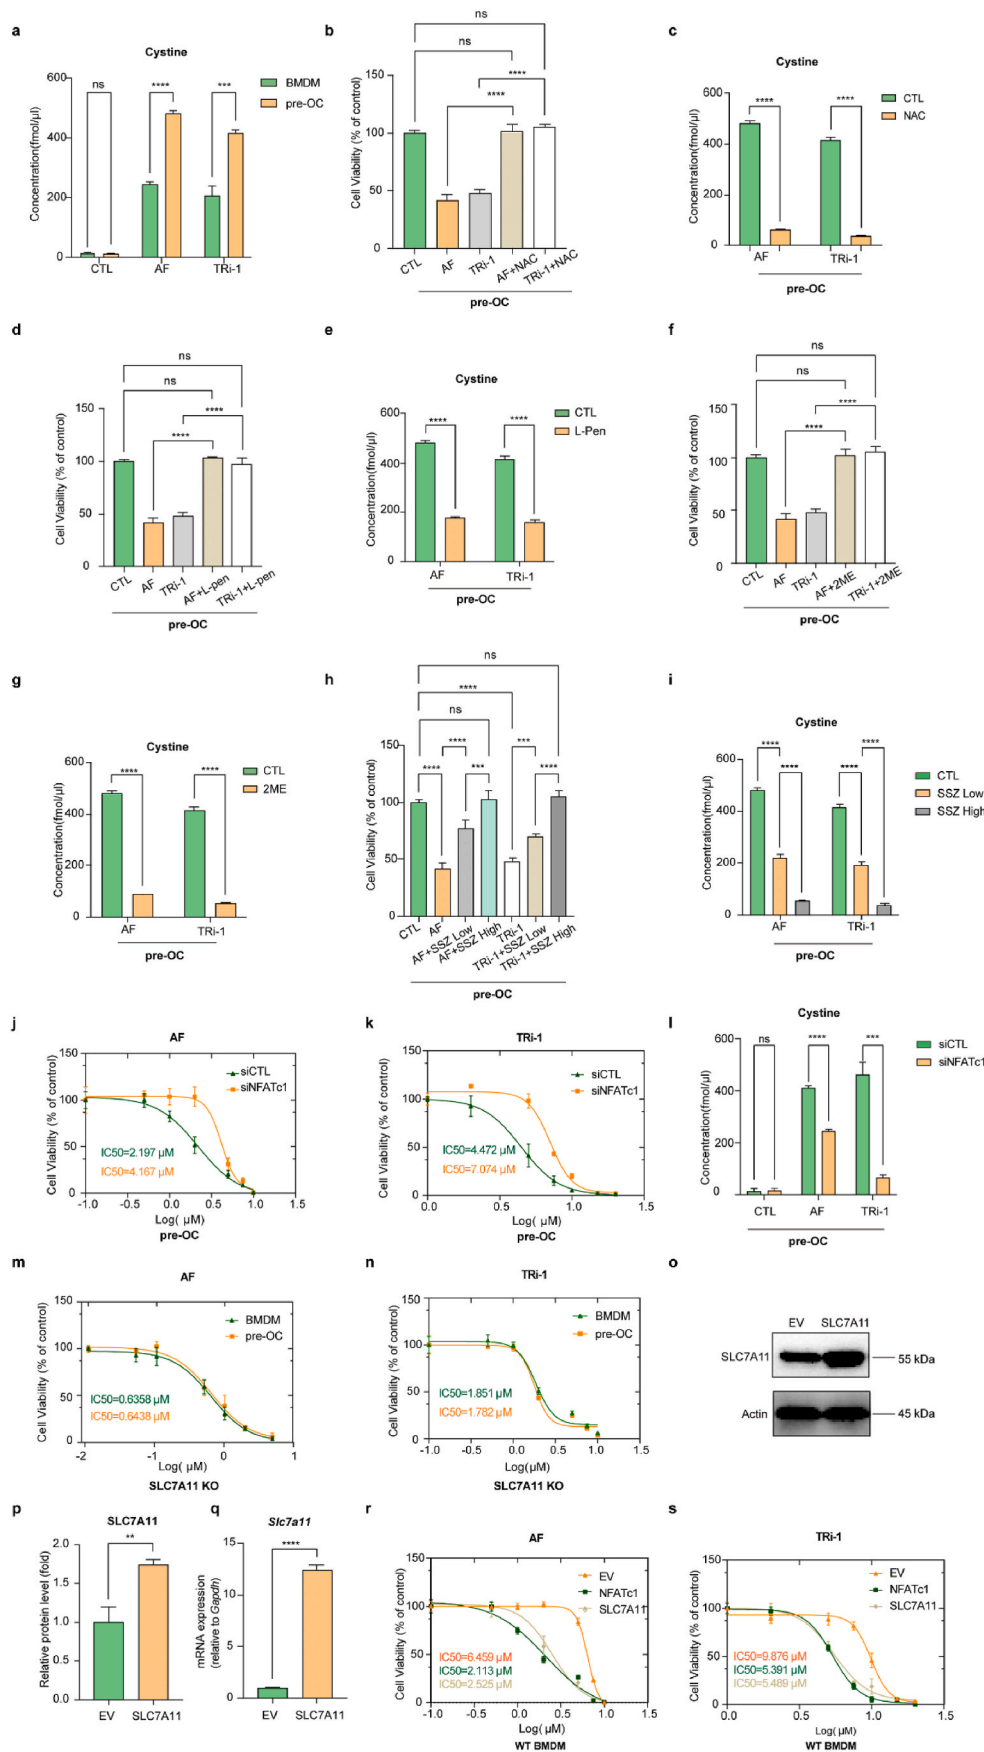 a
Cystine
Concentration(fmol/µl)
600
400
200
0
ns
****
***
BMDM
pre-OC
CTL
AF
TRi-1
b
ns
ns
****
****
Cell Viability (% of control)
150
100
50
0
CTL
AF
TRi-1
AF+NAC
TRi-1+NAC
pre-OC
c
Cystine
Concentration(fmol/µl)
600
400
200
0
****
****
CTL
NAC
AF
TRi-1
pre-OC
d
ns
ns
****
****
Cell Viability (% of control)
150
100
50
0
CTL
AF
TRi-1
AF+L-pen
TRi-1+L-pen
pre-OC
e
Cystine
Concentration(fmol/µl)
600
400
200
0
****
****
CTL
L-Pen
AF
TRi-1
pre-OC
f
ns
ns
****
****
Cell Viability (% of control)
150
100
50
0
CTL
AF
TRi-1
AF+2ME
TRi-1+2ME
pre-OC
g
Cystine
Concentration(fmol/µl)
600
400
200
0
****
****
CTL
2ME
AF
TRi-1
pre-OC
h
ns
****
ns
**** ***
**** *** ****
Cell Viability (% of control)
150
100
50
0
CTL
AF
AF+SSZ Low
AF+SSZ High
TRi-1
TRi-1+SSZ Low
TRi-1+SSZ High
pre-OC
i
Cystine
Concentration(fmol/µl)
600
400
200
0
**** ****
**** ****
CTL
SSZ Low
SSZ High
AF
TRi-1
pre-OC
j
AF
Cell Viability (% of control)
150
100
50
0
siCTL
siNFATc1
IC50=2.197 µM
IC50=4.167 µM
-1.0 -0.5 0.0 0.5 1.0 1.5
Log( µM)
pre-OC
k
TRi-1
Cell Viability (% of control)
150
100
50
0
siCTL
siNFATc1
IC50=4.472 µM
IC50=7.074 µM
0.0 0.5 1.0 1.5
Log( µM)
pre-OC
l
Cystine
Concentration(fmol/µl)
600
400
200
0
ns
****
***
siCTL
siNFATc1
CTL
AF
TRi-1
pre-OC
m
AF
Cell Viability (% of control)
150
100
50
0
BMDM
pre-OC
IC50=0.6358 µM
IC50=0.6438 µM
-2 -1 0 1
Log( µM)
SLC7A11 KO
n
TRi-1
Cell Viability (% of control)
150
100
50
0
BMDM
pre-OC
IC50=1.851 µM
IC50=1.782 µM
-1.0 -0.5 0.0 0.5 1.0 1.5
Log( µM)
SLC7A11 KO
o
EV SLC7A11
SLC7A11
55 kDa
Actin
45 kDa
p
SLC7A11
Relative protein level (fold)
2.0
1.5
1.0
0.5
0.0
**
EV SLC7A11
q
Slc7a11
mRNA expression
(relative to Gapdh)
15
10
5
0
****
EV SLC7A11
r
AF
Cell Viability (% of control)
150
100
50
0
EV
NFATc1
SLC7A11
IC50=6.459 µM
IC50=2.113 µM
IC50=2.525 µM
-1.0 -0.5 0.0 0.5 1.0 1.5
Log( µM)
WT BMDM
s
TRi-1
Cell Viability (% of control)
150
100
50
0
EV
NFATc1
SLC7A11
IC50=9.876 µM
IC50=5.391 µM
IC50=5.489 µM
0.0 0.5 1.0 1.5
Log( µM)
WT BMDM